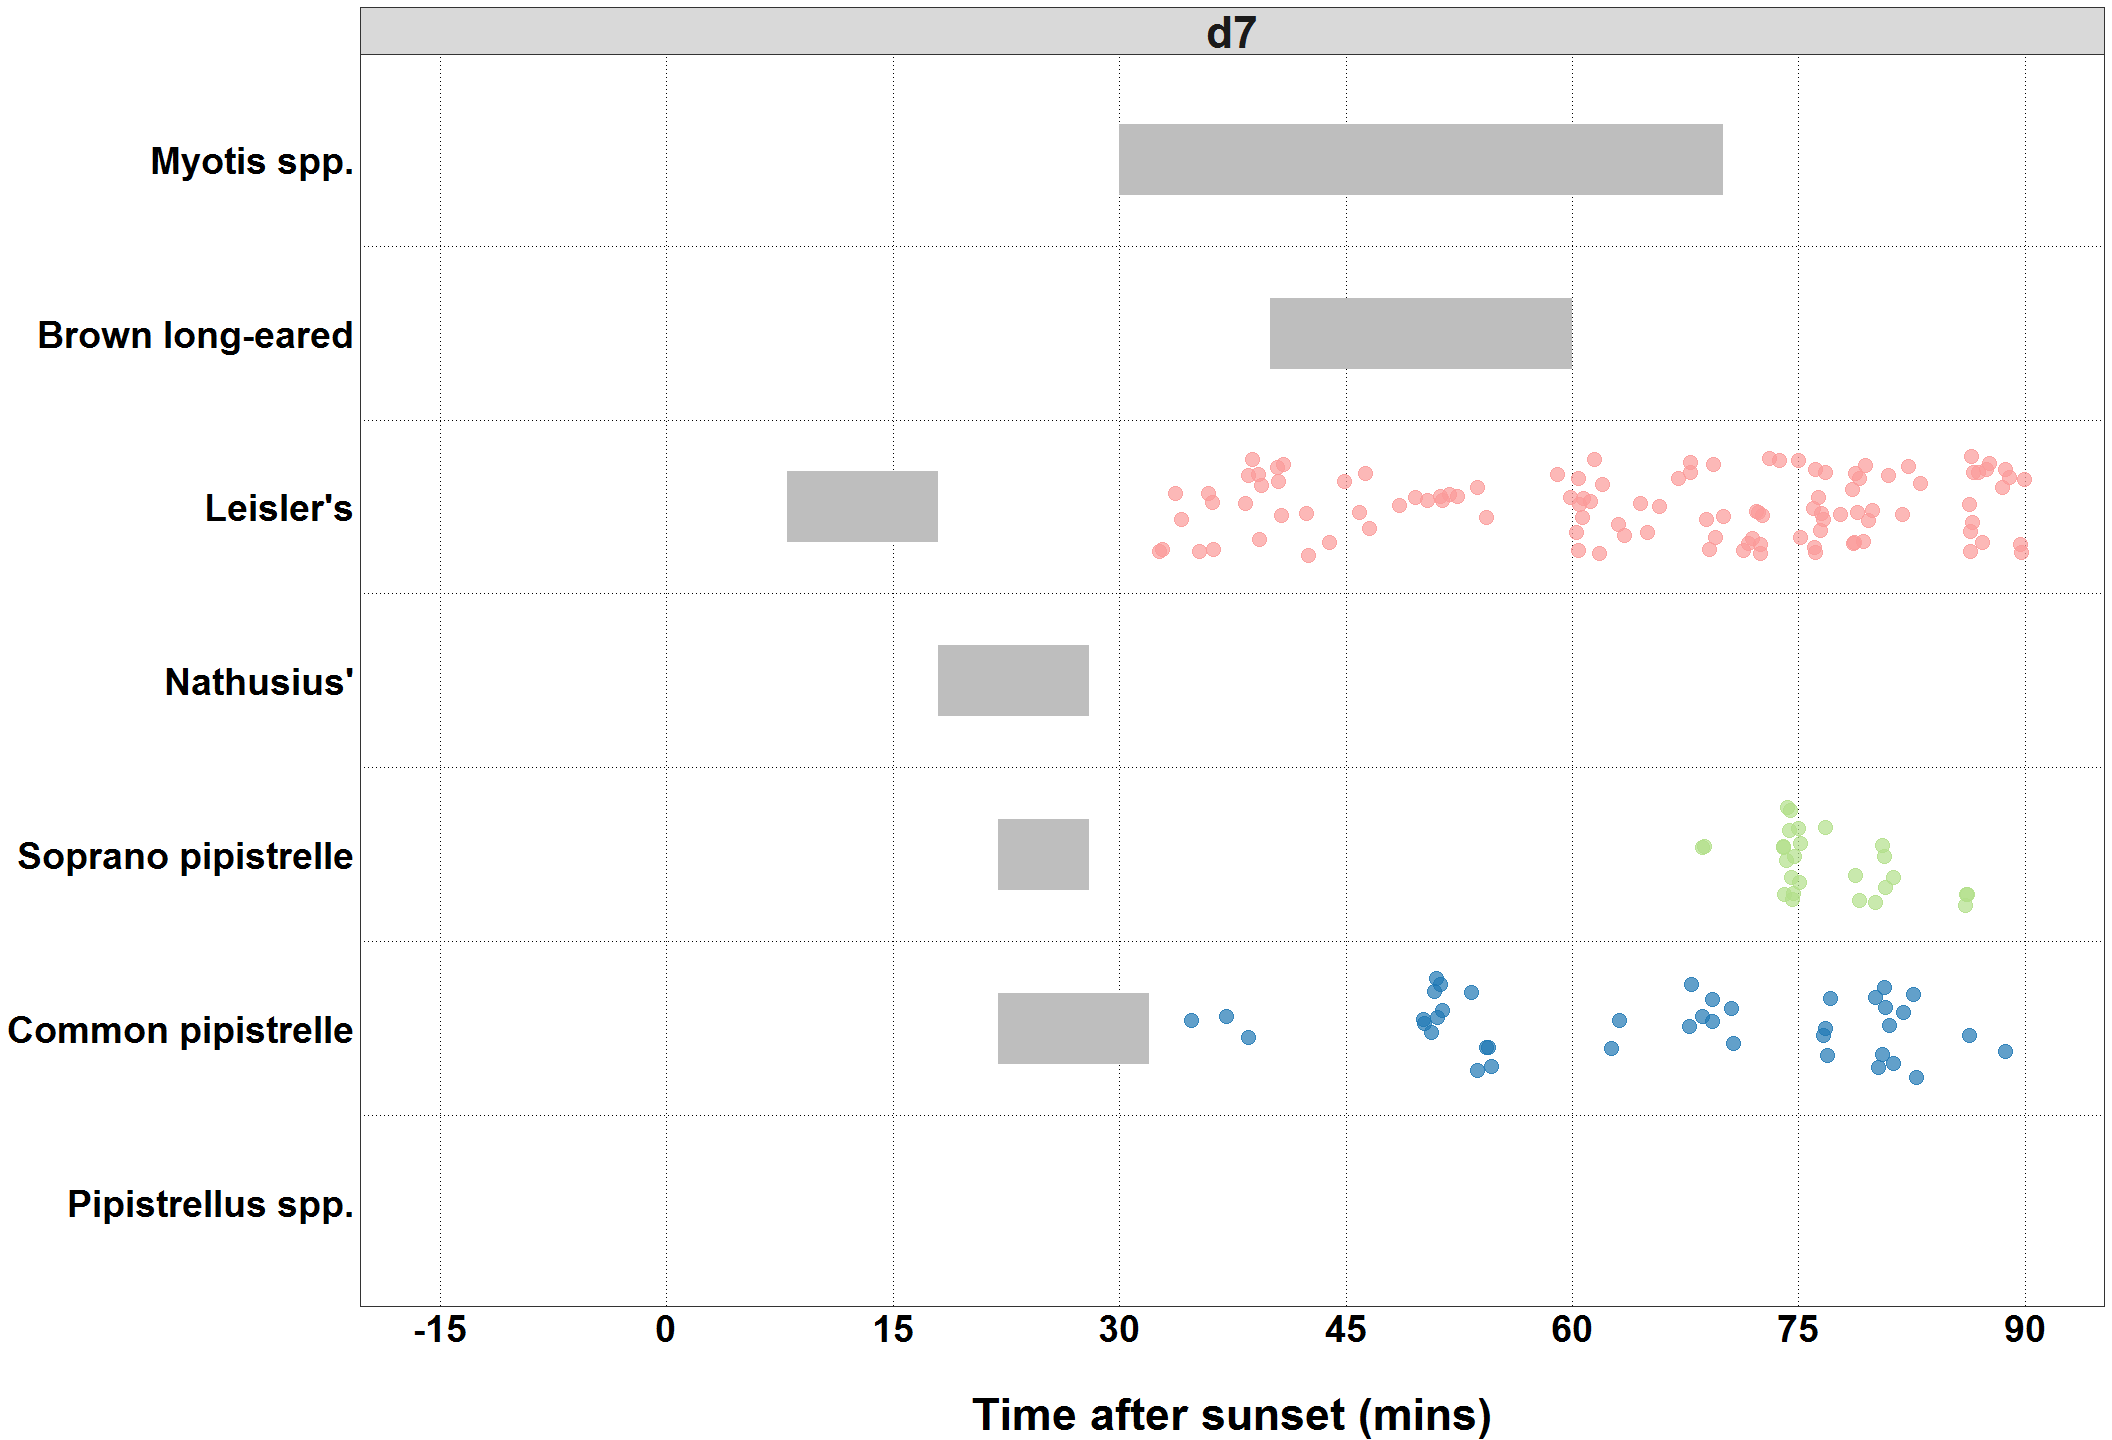 d7
Myotis spp.
Brown long-eared
Leisler's
Nathusius'
Soprano pipistrelle
Common pipistrelle
Pipistrellus spp.
-15 0 15 30 45 60 75 90
Time after sunset (mins)